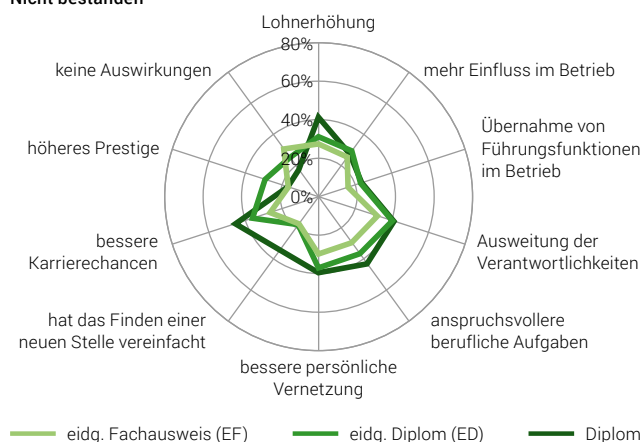 Nicht bestanden
Lohnerhöhung
80%
60%
40%
20%
0%
keine Auswirkungen
mehr Einfluss im Betrieb
höheres Prestige
Übernahme von
Führungsfunktionen
im Betrieb
bessere
Karrierechancen
Ausweitung der
Verantwortlichkeiten
hat das Finden einer
neuen Stelle vereinfacht
anspruchsvollere
berufliche Aufgaben
bessere persönliche
Vernetzung
eidg. Fachausweis (EF)
eidg. Diplom (ED)
Diplom